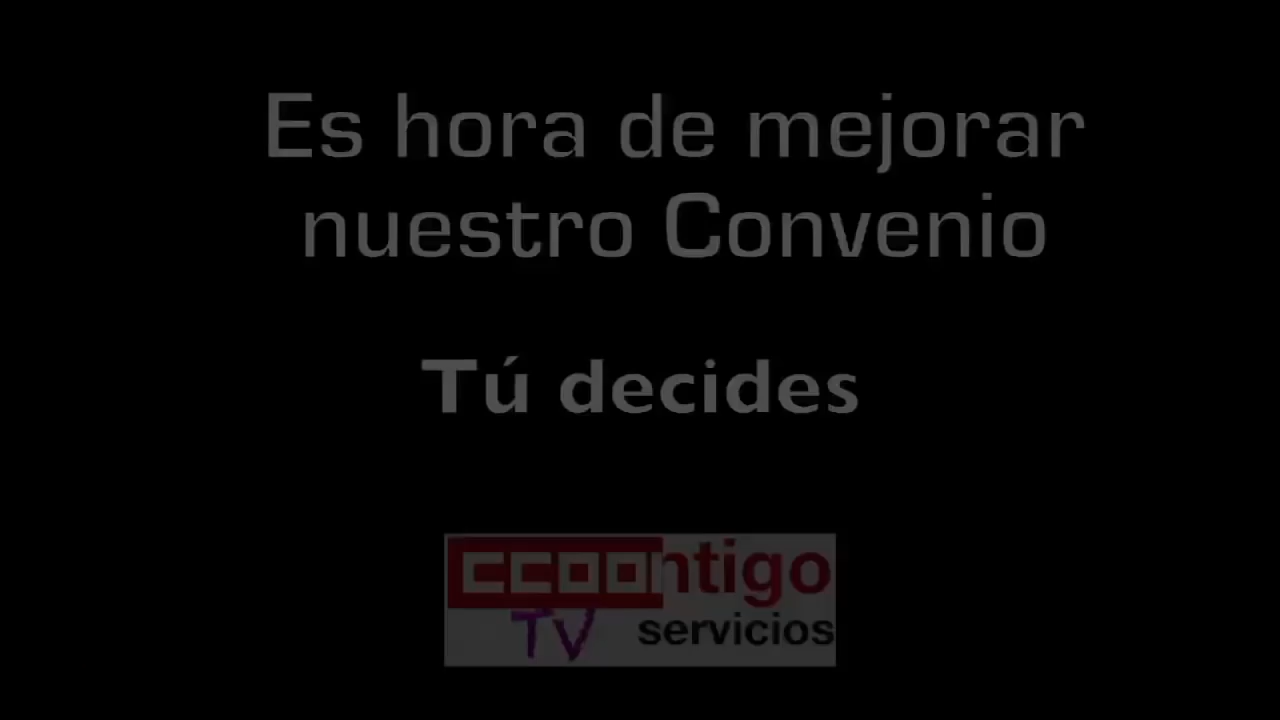 Es hora de mejorar
nuestro Convenio
Tú decides
CCOOntigo
TV servicios